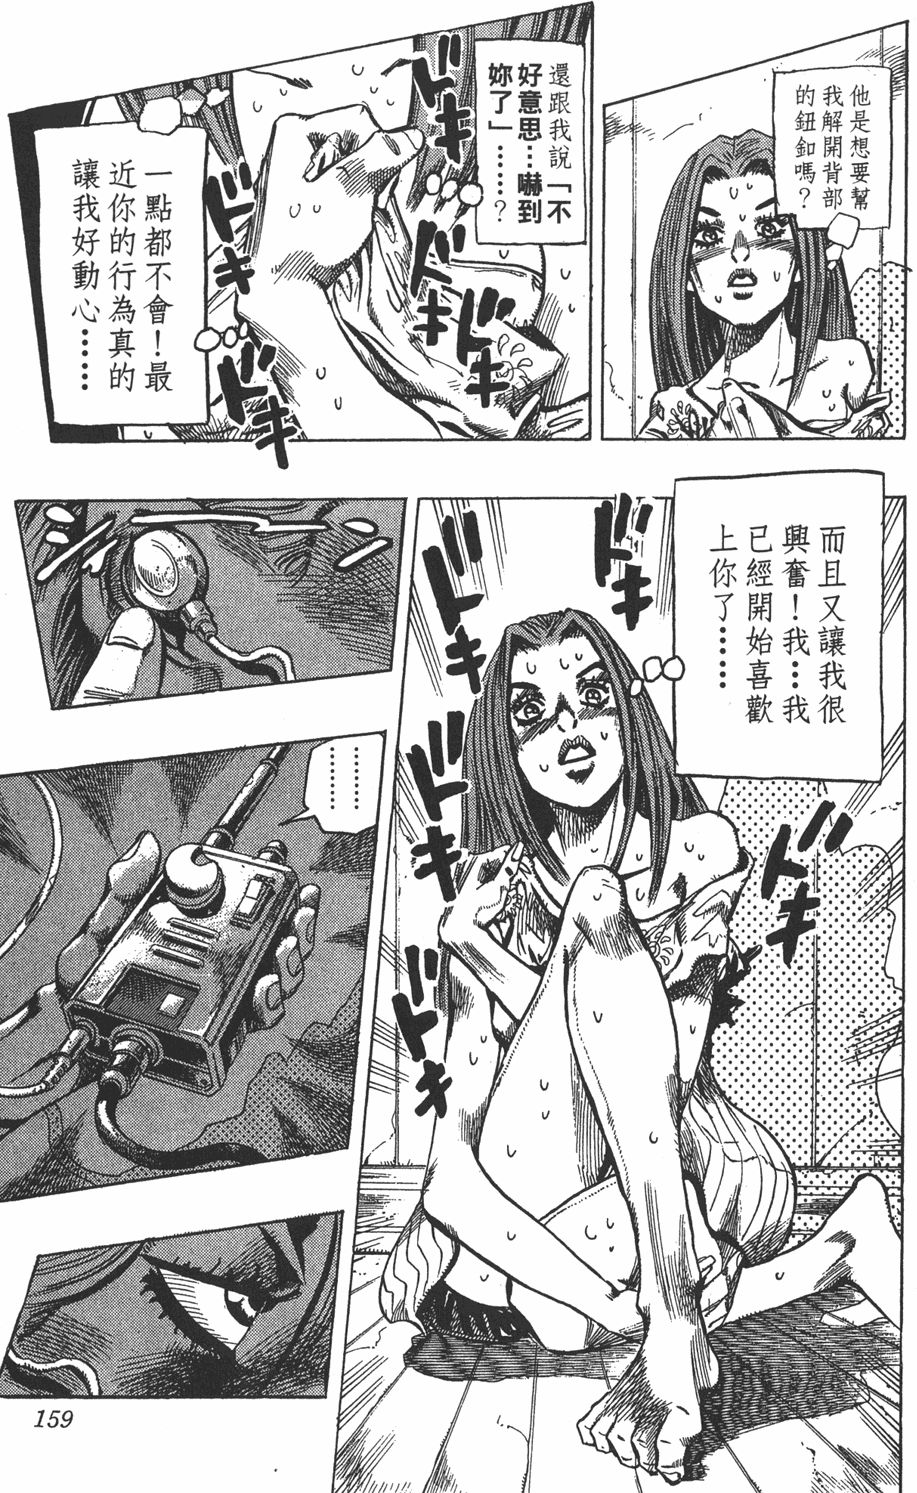 他是想要幫
我解開背部
的鈕釦嗎?
還跟我說「不
好意思…嚇到
妳了」……?
ドキ
ドキ
ドキ
ドキ
一點都不會!最
近你的行為真的
讓我好動心……
而且又讓我很
興奮!我…我
已經開始喜歡
上你了……
ドキ
ドキ
ドキ
ドキ
ドキ
…………
159